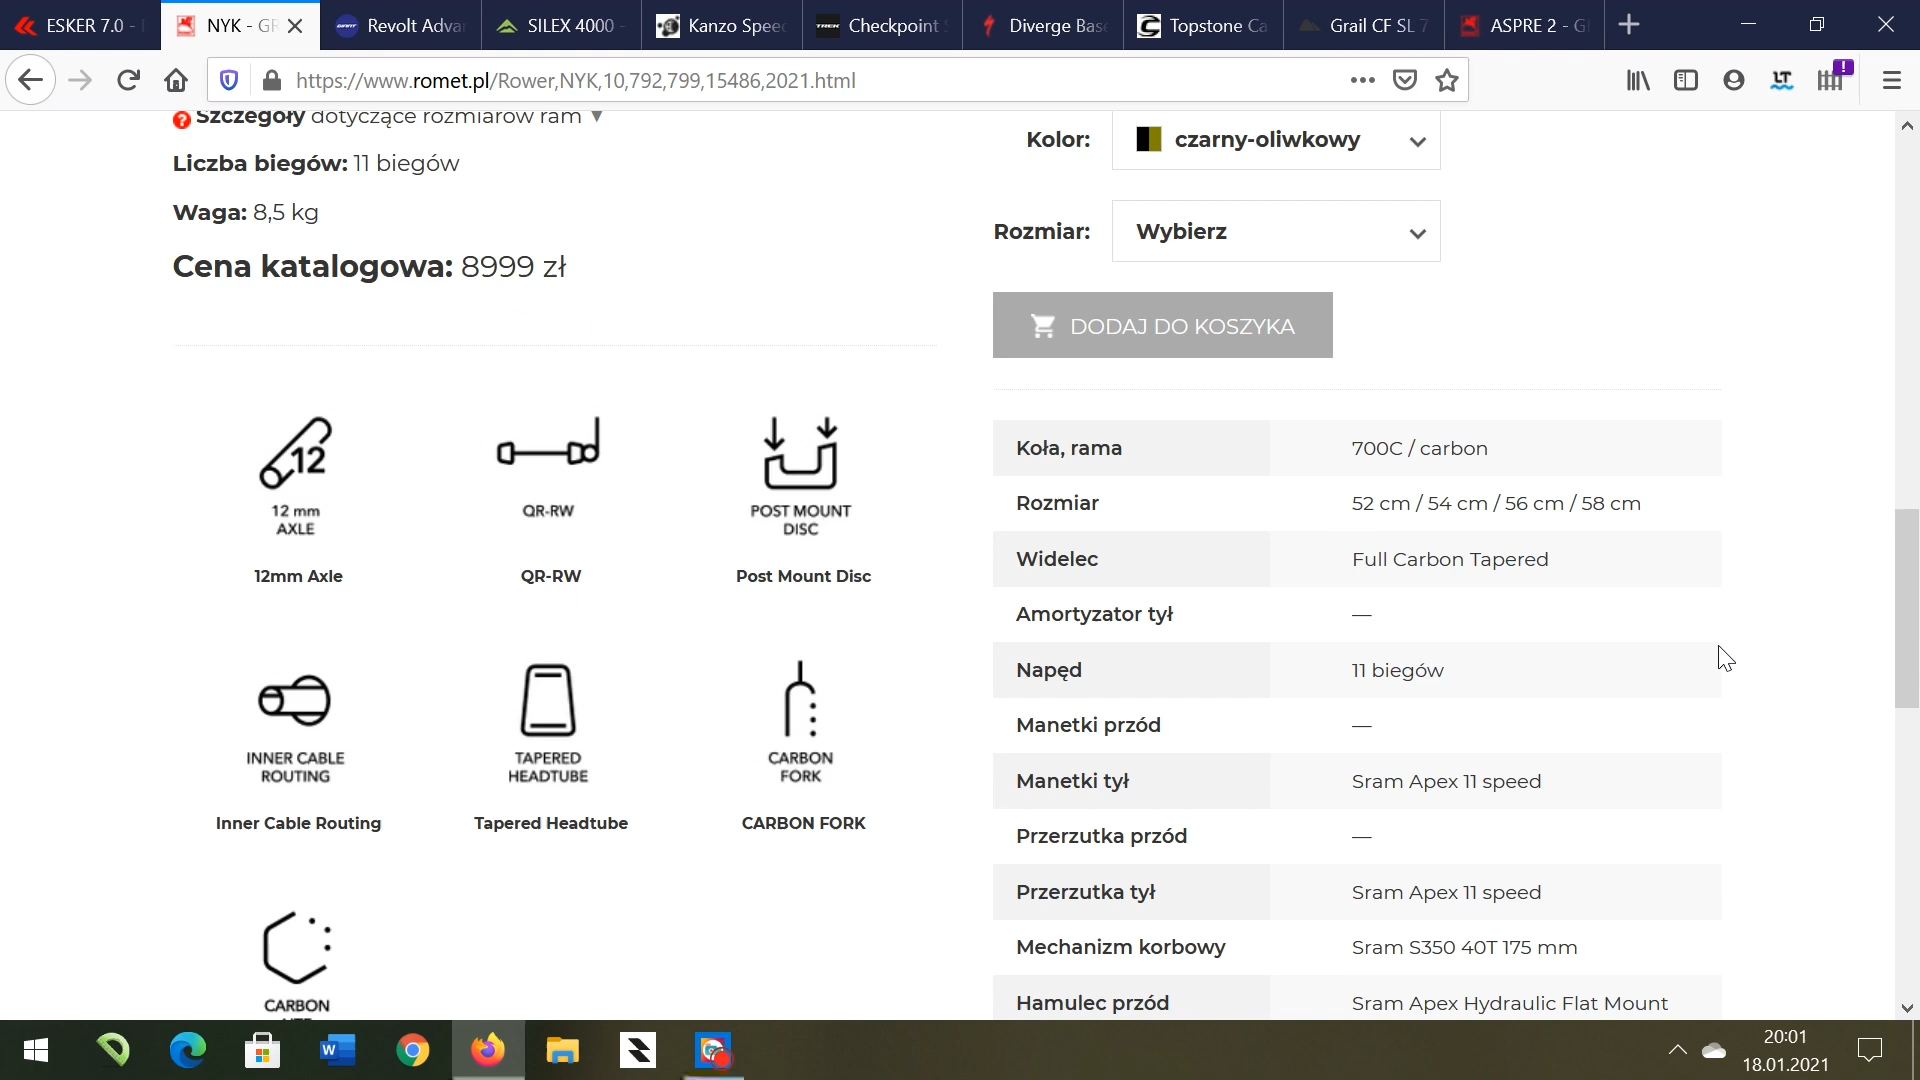 ESKER 7.0 -
NYK - GR
Revolt Adva
SILEX 4000 -
Kanzo Spee
Checkpoint
Diverge Bas
Topstone Ca
Grail CF SL 7
ASPRE 2 - G
https://www.romet.pl/Rower,NYK,10,792,799,15486,2021.html
Szczegóły dotyczące rozmiarów ram ▼
Liczba biegów: 11 biegów
Waga: 8,5 kg
Cena katalogowa: 8999 zł
Kolor: czarny-oliwkowy
Rozmiar: Wybierz
DODAJ DO KOSZYKA
12
12 mm
AXLE
QR-RW
POST MOUNT
DISC
12mm Axle
QR-RW
Post Mount Disc
INNER CABLE
ROUTING
TAPERED
HEADTUBE
CARBON
FORK
Inner Cable Routing
Tapered Headtube
CARBON FORK
CARBON
Koła, rama 700C / carbon
Rozmiar 52 cm / 54 cm / 56 cm / 58 cm
Widelec Full Carbon Tapered
Amortyzator tył —
Napęd 11 biegów
Manetki przód —
Manetki tył Sram Apex 11 speed
Przerzutka przód —
Przerzutka tył Sram Apex 11 speed
Mechanizm korbowy Sram S350 40T 175 mm
Hamulec przód Sram Apex Hydraulic Flat Mount
20:01
18.01.2021